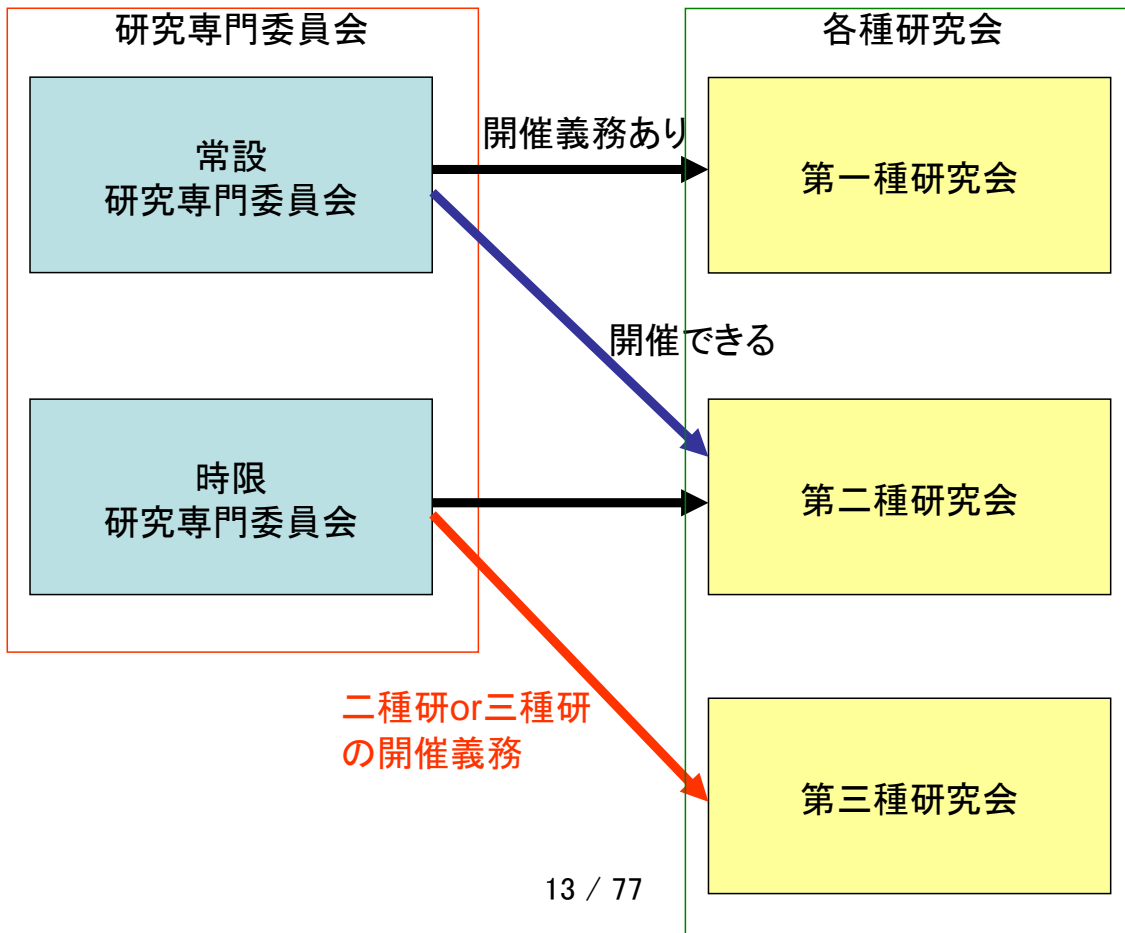 研究専門委員会
各種研究会
常設
研究専門委員会
開催義務あり
第一種研究会
開催できる
時限
研究専門委員会
第二種研究会
二種研or三種研
の開催義務
第三種研究会
13 / 77